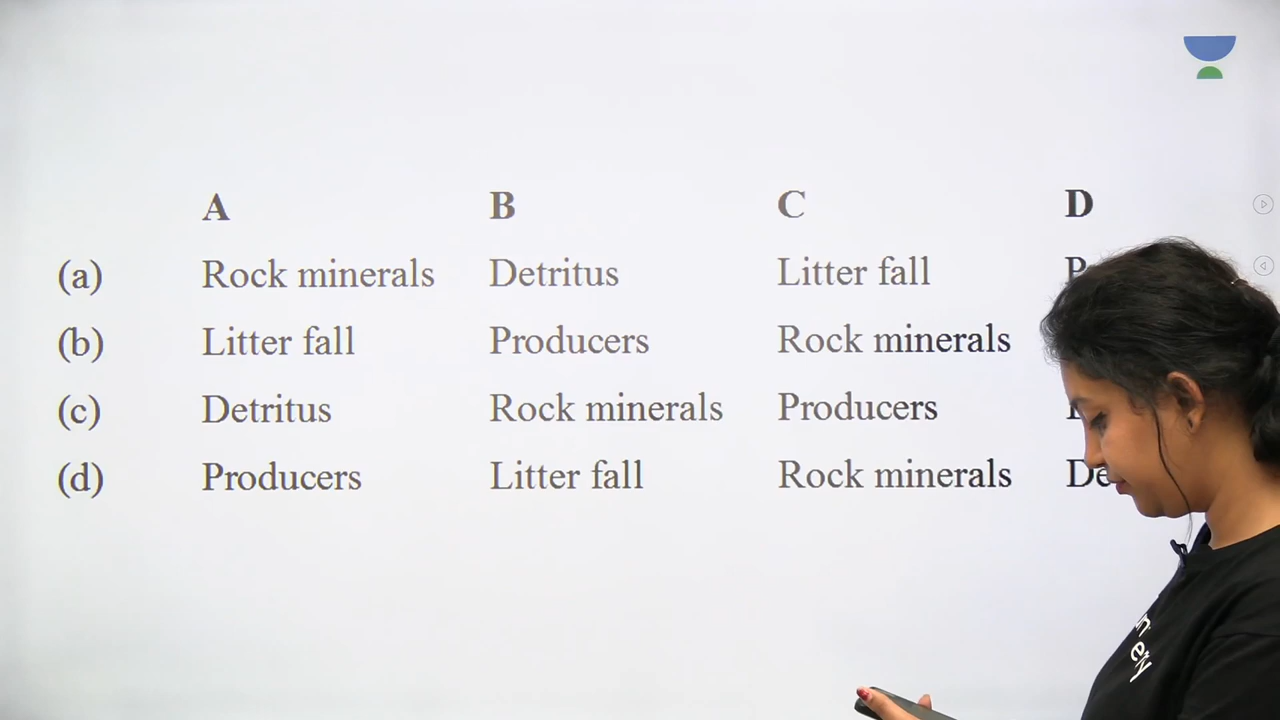 A B C D
(a) Rock minerals Detritus Litter fall
(b) Litter fall Producers Rock minerals
(c) Detritus Rock minerals Producers
(d) Producers Litter fall Rock minerals